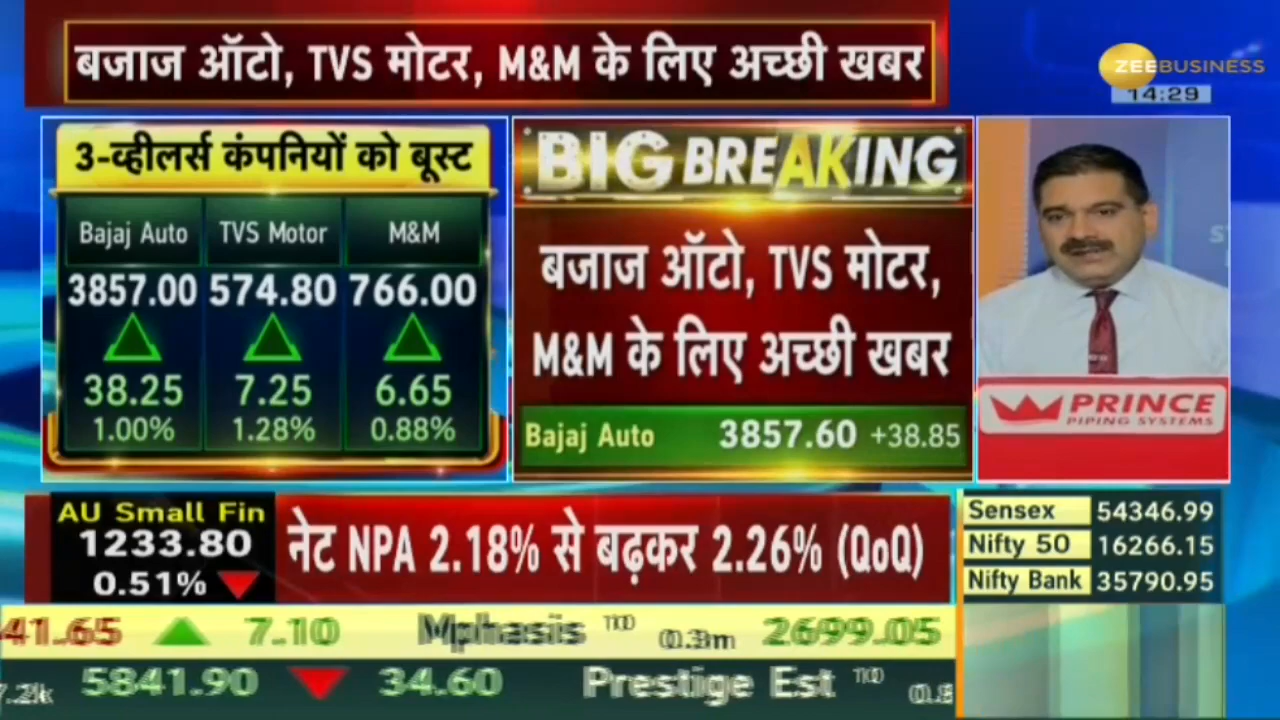 बजाज ऑटो, TVS मोटर, M&M के लिए अच्छी खबर
ZEEBUSINESS
14:29
3-व्हीलर्स कंपनियों को बूस्ट
Bajaj Auto TVS Motor M&M
3857.00 574.80 766.00
38.25 7.25 6.65
1.00% 1.28% 0.88%
BIG BREAKING
बजाज ऑटो, TVS मोटर,
M&M के लिए अच्छी खबर
Bajaj Auto 3857.60 +38.85
PRINCE
PIPING SYSTEMS
AU Small Fin
1233.80
0.51%
नेट NPA 2.18% से बढ़कर 2.26% (QoQ)
Sensex 54346.99
Nifty 50 16266.15
Nifty Bank 35790.95
41.65 7.10 Mphasis 0.3m 2699.05
5841.90 34.60 Prestige Est